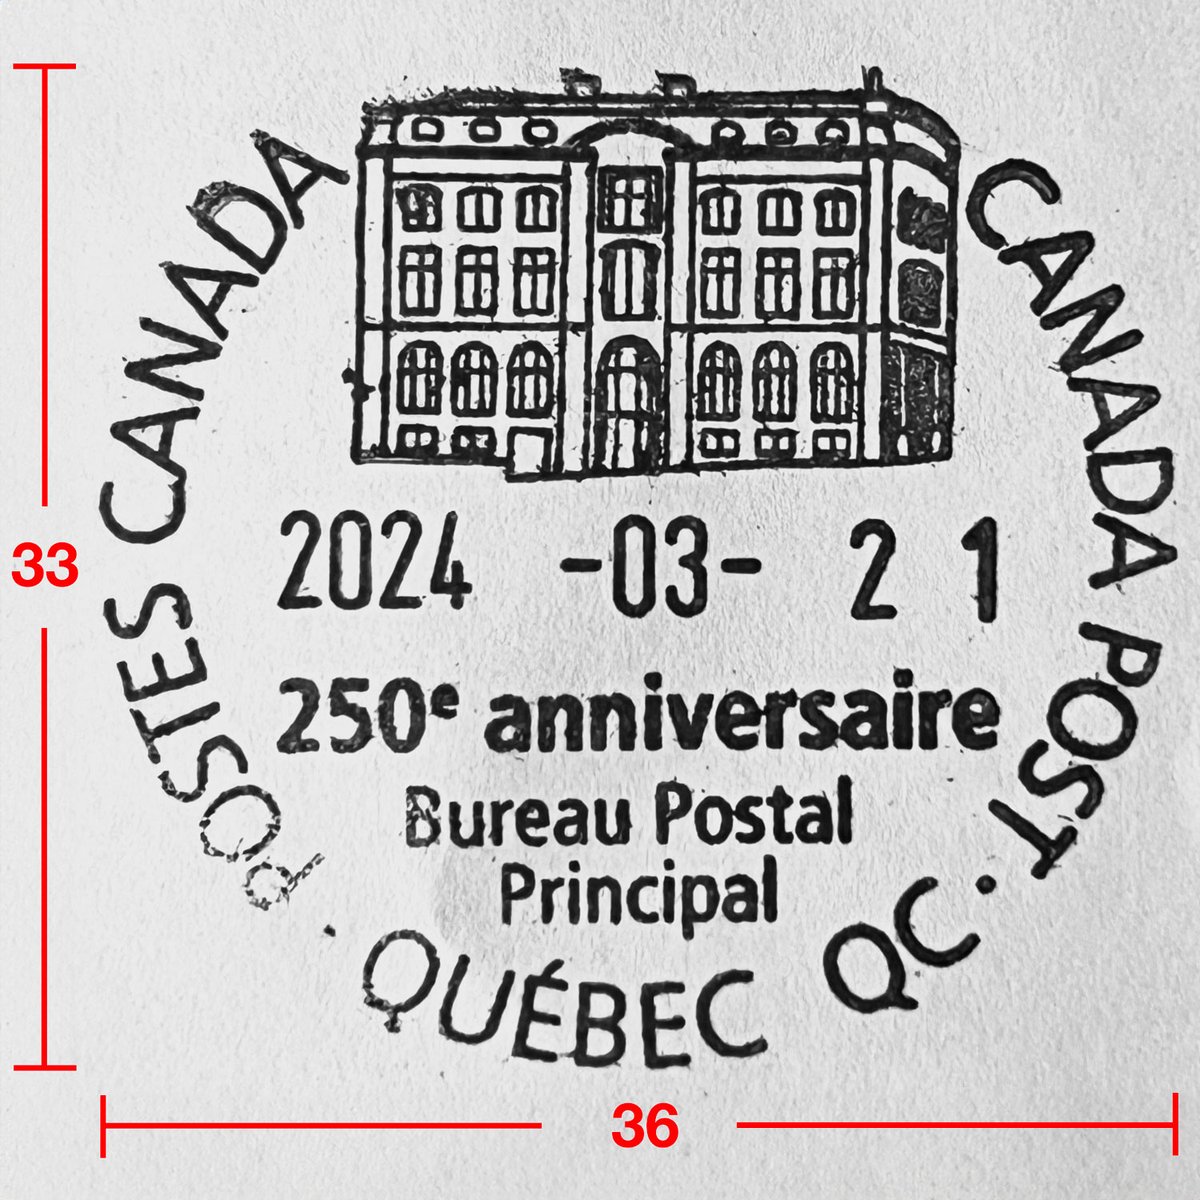 POSTES CANADA
CANADA POST
2024 -03- 2 1
250e anniversaire
Bureau Postal
Principal
· QUÉBEC QC ·
33
36